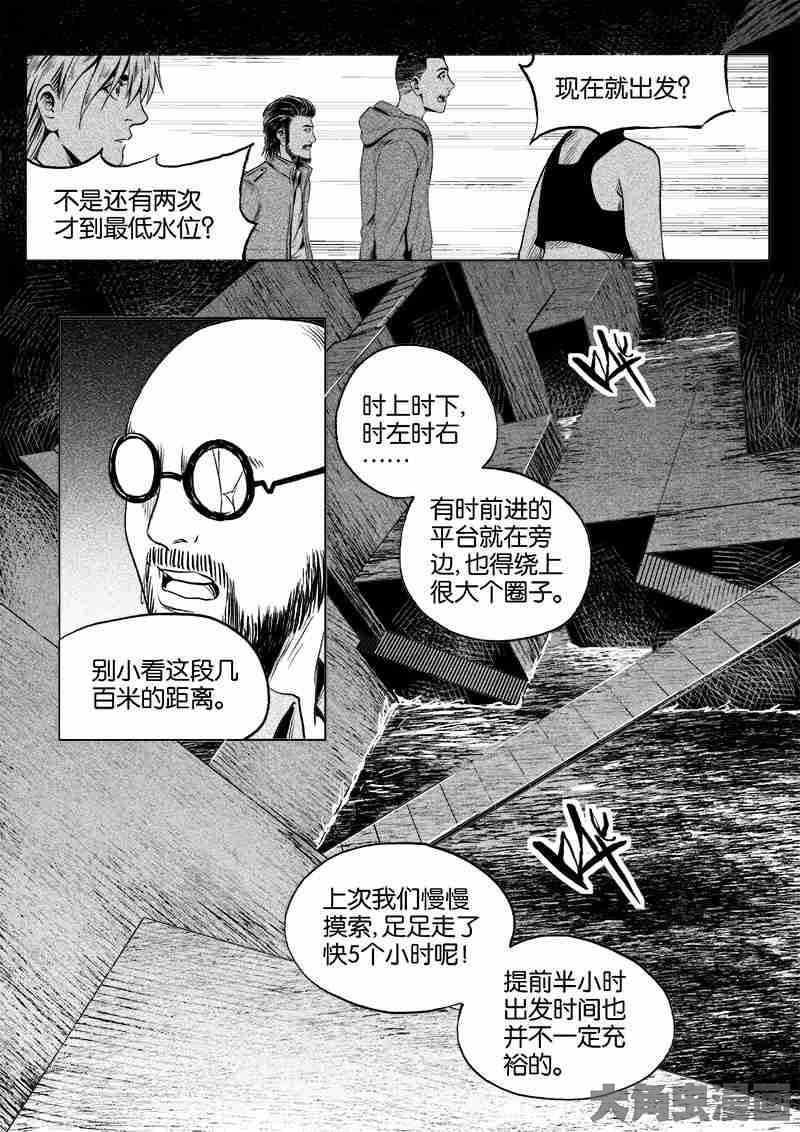 现在就出发?
不是还有两次
才到最低水位?
时上时下,
时左时右
……
有时前进的
平台就在旁
边,也得绕上
很大个圈子。
别小看这段几
百米的距离。
上次我们慢慢
摸索,足足走了
快5个小时呢!
提前半小时
出发时间也
并不一定充
裕的。
大角虫漫画